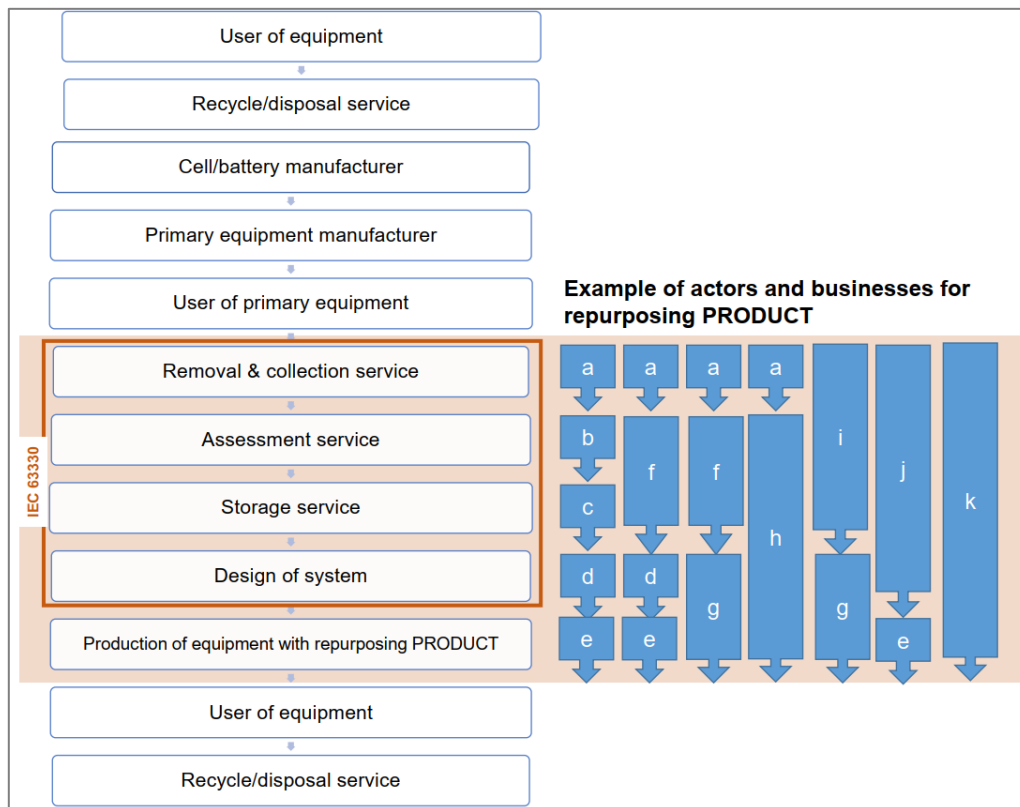 User of equipment
Recycle/disposal service
Cell/battery manufacturer
Primary equipment manufacturer
User of primary equipment
Example of actors and businesses for
repurposing PRODUCT
IEC 63330
Removal & collection service
a a a a
Assessment service
b
Storage service
c
Design of system
d d
Production of equipment with repurposing PRODUCT
e e
f f
g
h
i
g
j
e
k
User of equipment
Recycle/disposal service